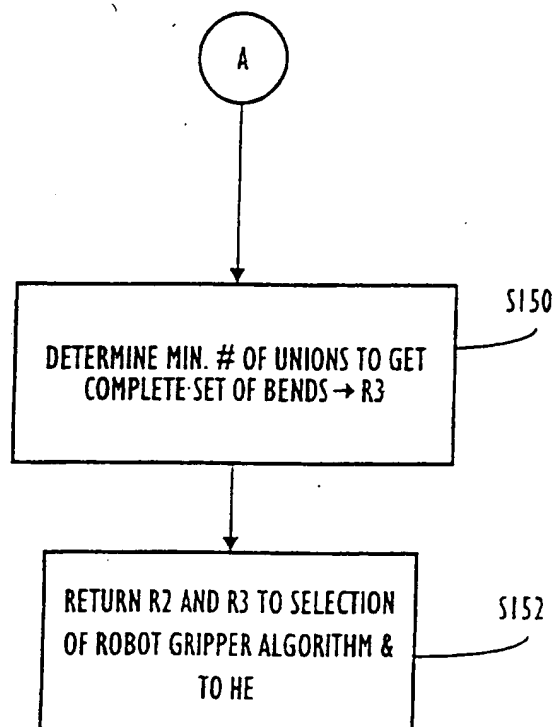 A
S150
DETERMINE MIN. # OF UNIONS TO GET
COMPLETE SET OF BENDS → R3
RETURN R2 AND R3 TO SELECTION
OF ROBOT GRIPPER ALGORITHM &
TO HE
S152